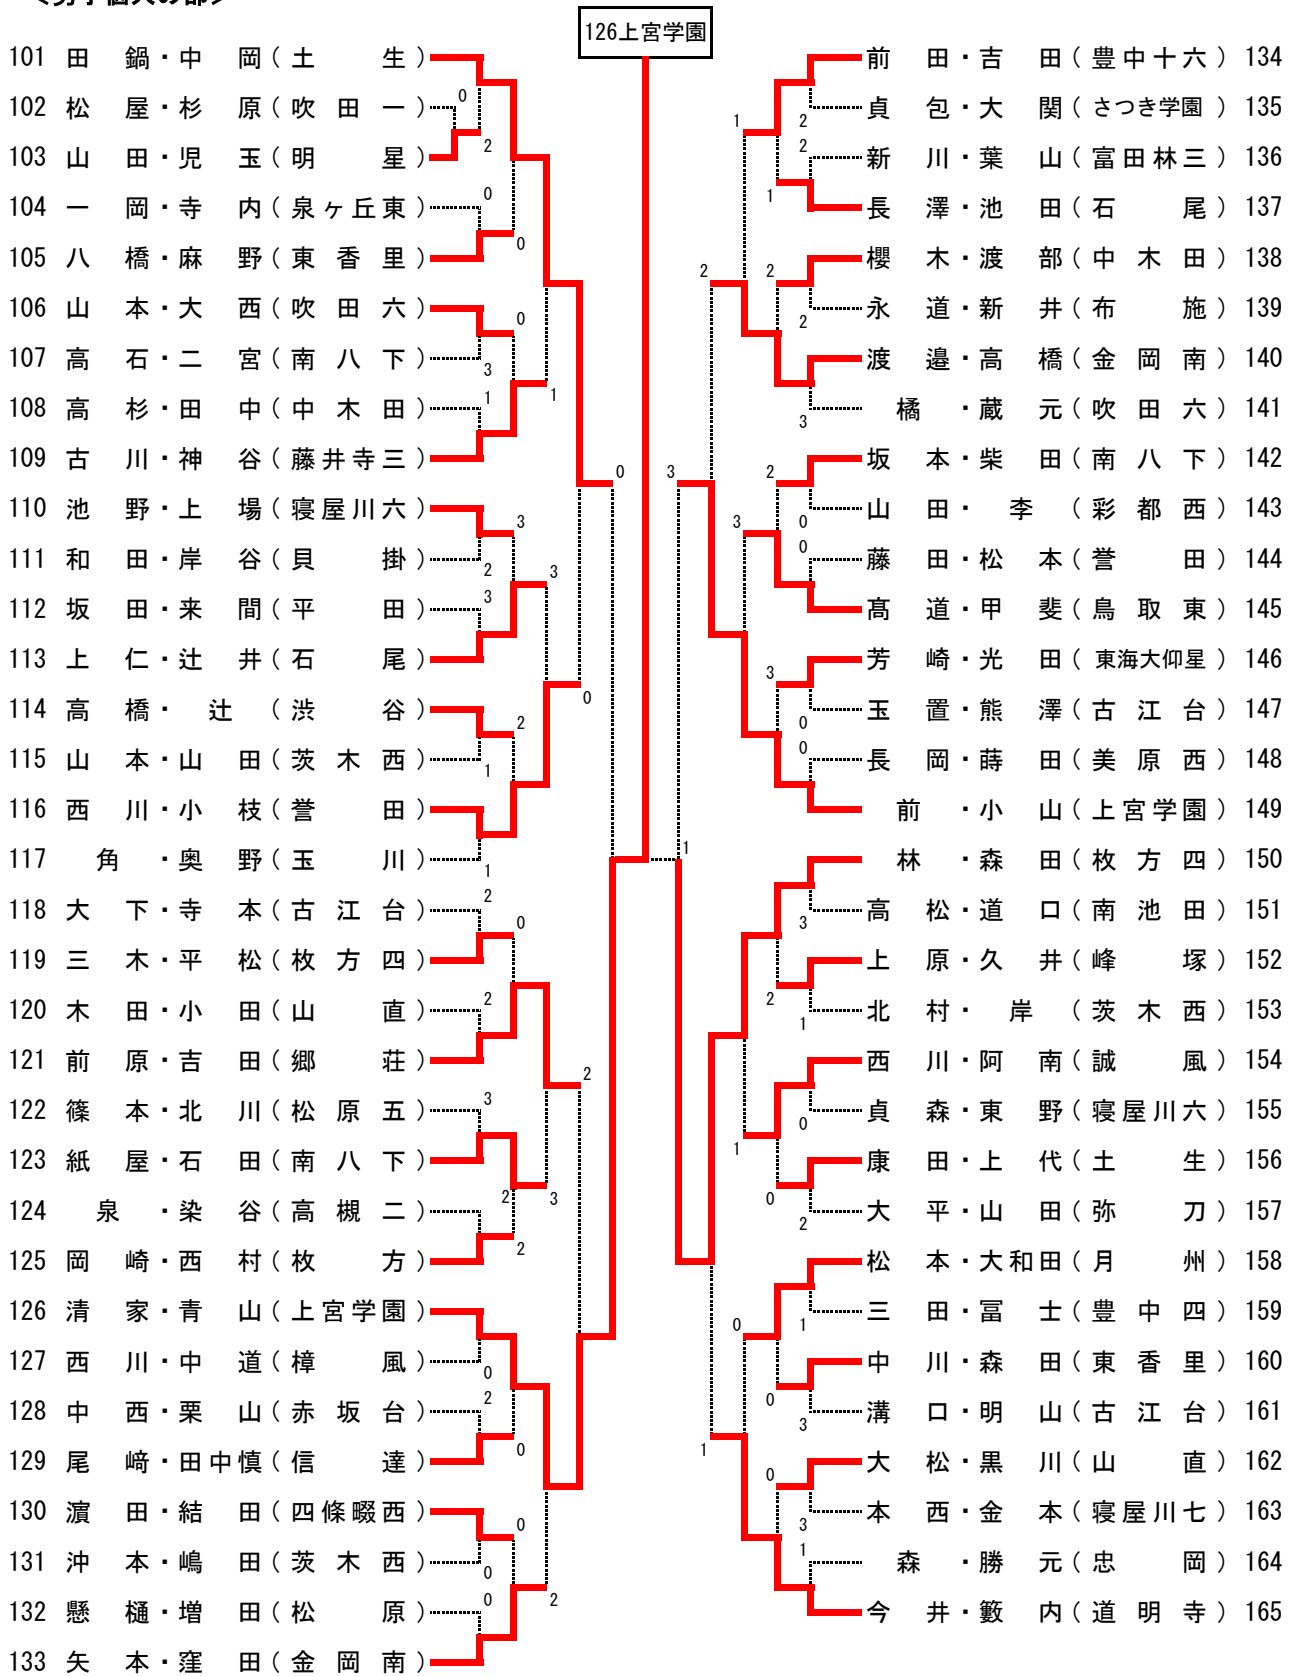 126上宮学園
101 田鍋・中岡(土生)
102 松屋・杉原(吹田一)
103 山田・児玉(明星)
104 一岡・寺内(泉ヶ丘東)
105 八橋・麻野(東香里)
106 山本・大西(吹田六)
107 高石・二宮(南八下)
108 高杉・田中(中木田)
109 古川・神谷(藤井寺三)
110 池野・上場(寝屋川六)
111 和田・岸谷(貝掛)
112 坂田・来間(平田)
113 上仁・辻井(石尾)
114 高橋・辻(渋谷)
115 山本・山田(茨木西)
116 西川・小枝(誉田)
117 角・奥野(玉川)
118 大下・寺本(古江台)
119 三木・平松(枚方四)
120 木田・小田(山直)
121 前原・吉田(郷荘)
122 篠本・北川(松原五)
123 紙屋・石田(南八下)
124 泉・染谷(高槻二)
125 岡崎・西村(枚方)
126 清家・青山(上宮学園)
127 西川・中道(樟風)
128 中西・栗山(赤坂台)
129 尾﨑・田中慎(信達)
130 濵田・結田(四條畷西)
131 沖本・嶋田(茨木西)
132 懸樋・増田(松原)
133 矢本・窪田(金岡南)
前田・吉田(豊中十六) 134
貞包・大関(さつき学園) 135
新川・葉山(富田林三) 136
長澤・池田(石尾) 137
櫻木・渡部(中木田) 138
永道・新井(布施) 139
渡邉・高橋(金岡南) 140
橘・蔵元(吹田六) 141
坂本・柴田(南八下) 142
山田・李(彩都西) 143
藤田・松本(誉田) 144
髙道・甲斐(鳥取東) 145
芳崎・光田(東海大仰星) 146
玉置・熊澤(古江台) 147
長岡・蒔田(美原西) 148
前・小山(上宮学園) 149
林・森田(枚方四) 150
高松・道口(南池田) 151
上原・久井(峰塚) 152
北村・岸(茨木西) 153
西川・阿南(誠風) 154
貞森・東野(寝屋川六) 155
康田・上代(土生) 156
大平・山田(弥刀) 157
松本・大和田(月州) 158
三田・冨士(豊中四) 159
中川・森田(東香里) 160
溝口・明山(古江台) 161
大松・黒川(山直) 162
本西・金本(寝屋川七) 163
森・勝元(忠岡) 164
今井・籔内(道明寺) 165